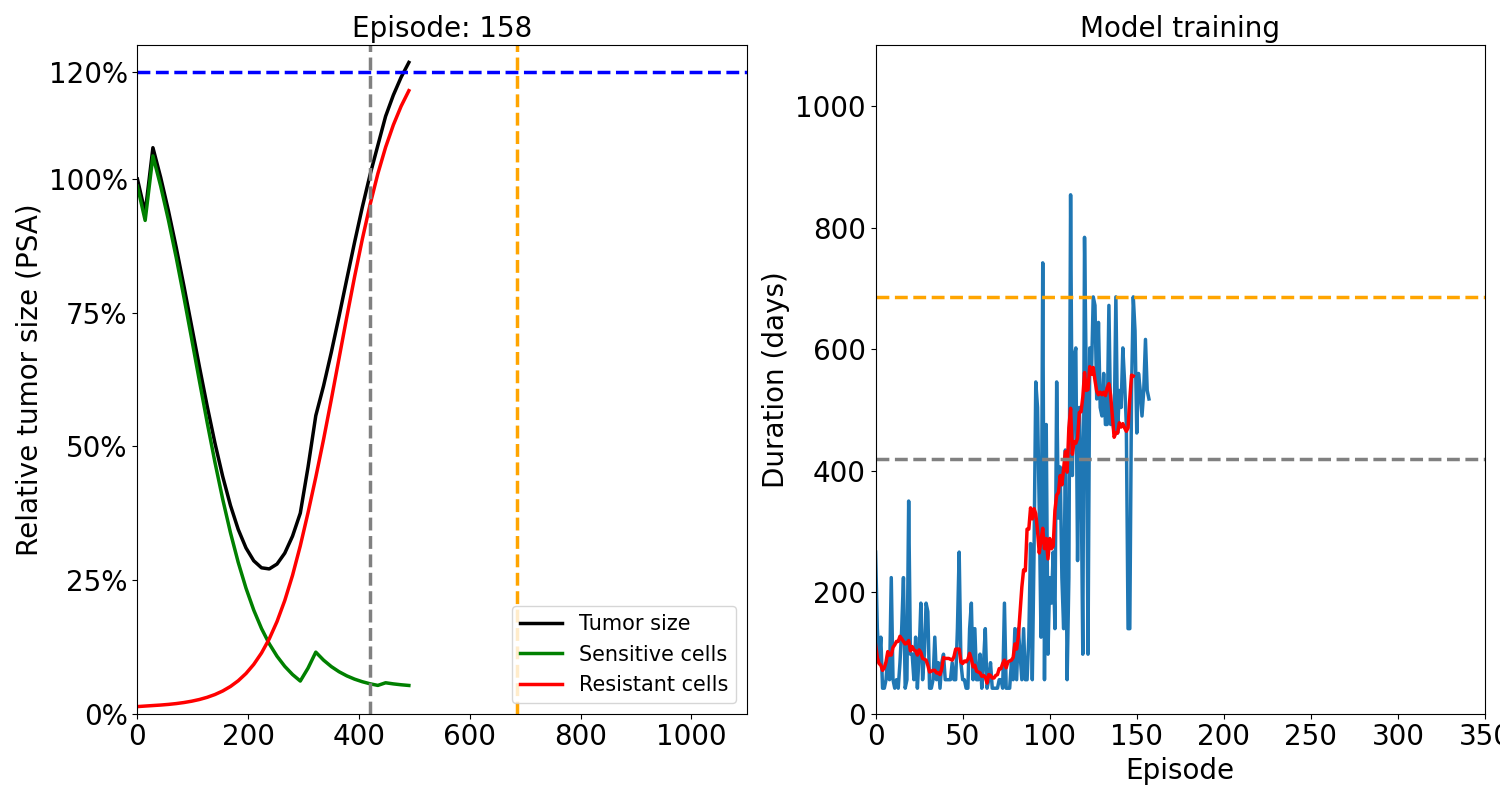 Episode: 158
Relative tumor size (PSA)
120%
100%
75%
50%
25%
0%
0 200 400 600 800 1000
Tumor size
Sensitive cells
Resistant cells
Model training
Duration (days)
1000
800
600
400
200
0
0 50 100 150 200 250 300 350
Episode